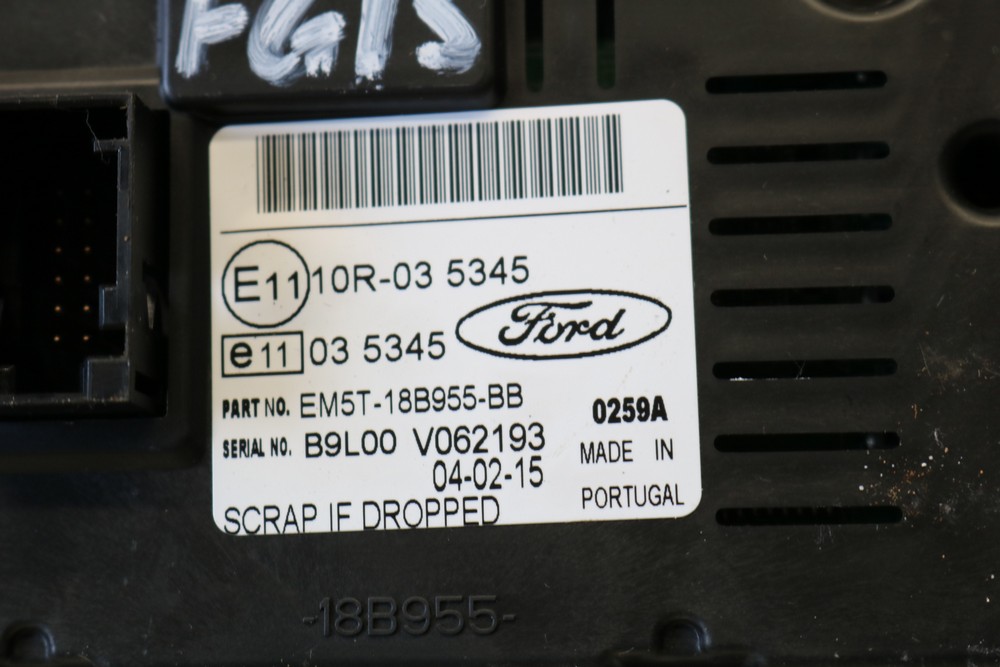 E11 10R-03 5345
Ford
e11 03 5345
PART NO. EM5T-18B955-BB
0259A
SERIAL NO. B9L00 V062193
MADE IN
04-02-15
PORTUGAL
SCRAP IF DROPPED
-18B955-